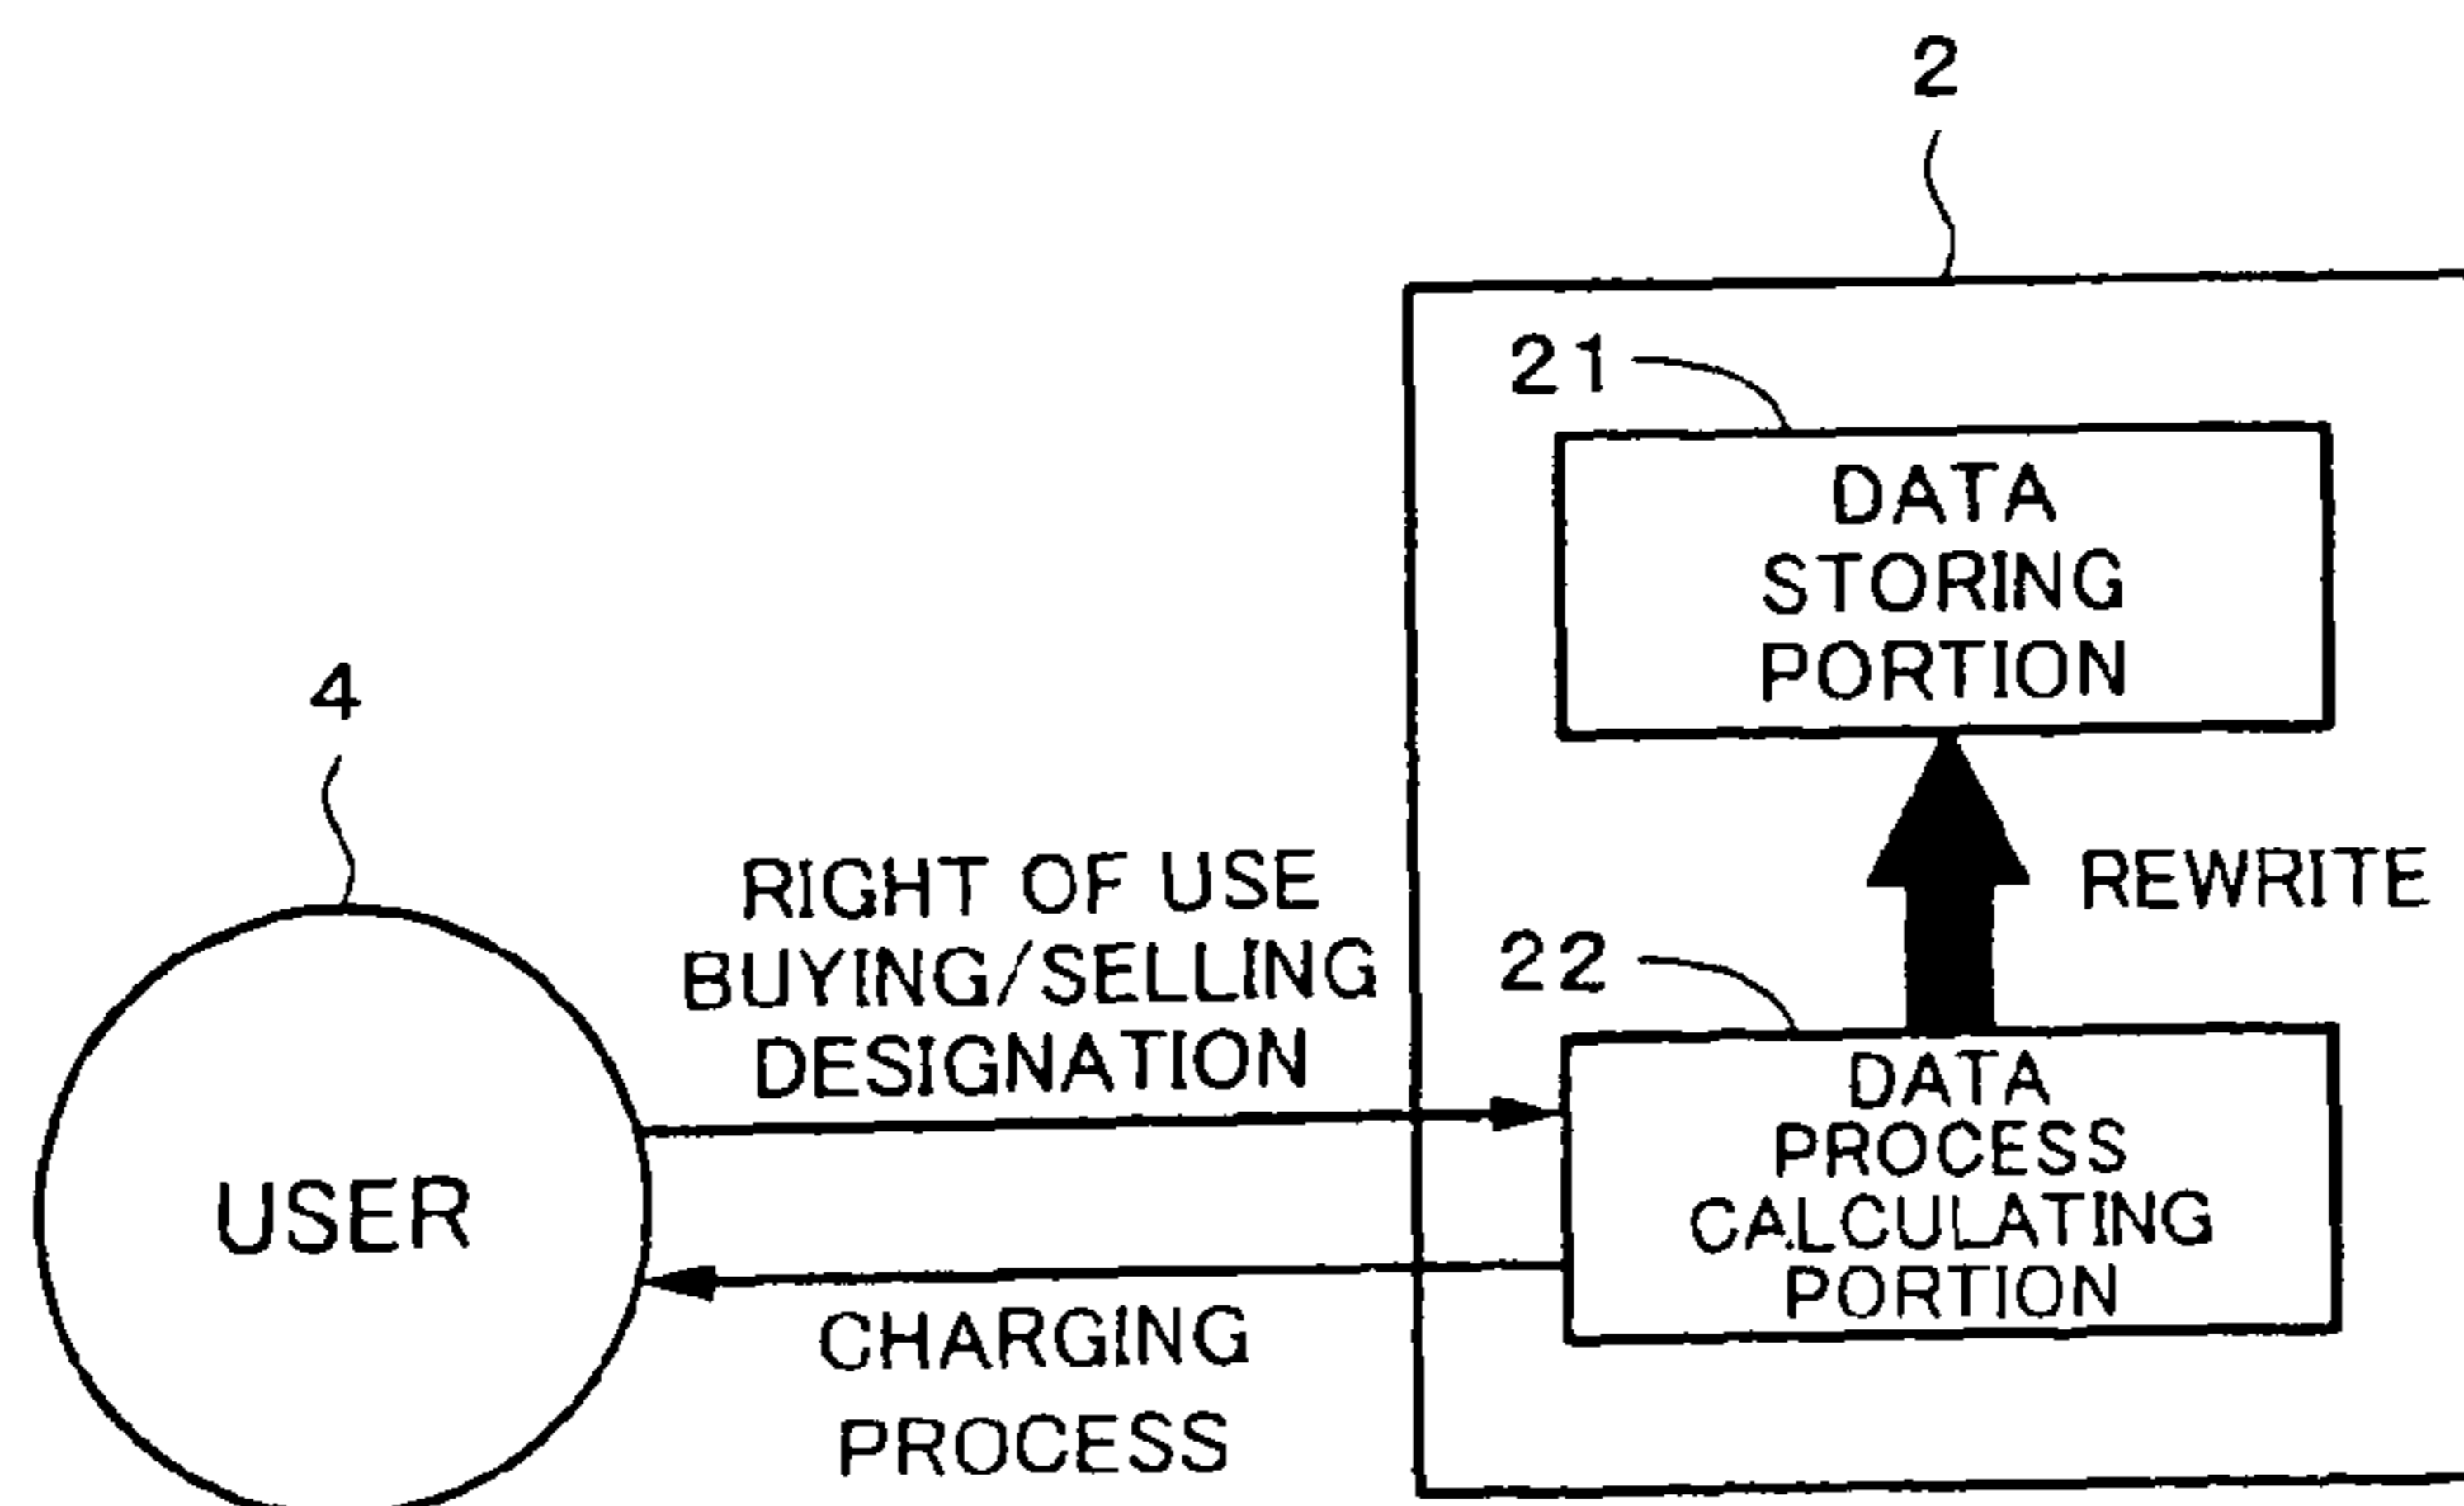 2
21
DATA
STORING
PORTION
4
REWRITE
RIGHT OF USE
BUYING/SELLING
DESIGNATION
22
DATA
PROCESS
CALCULATING
PORTION
USER
CHARGING
PROCESS